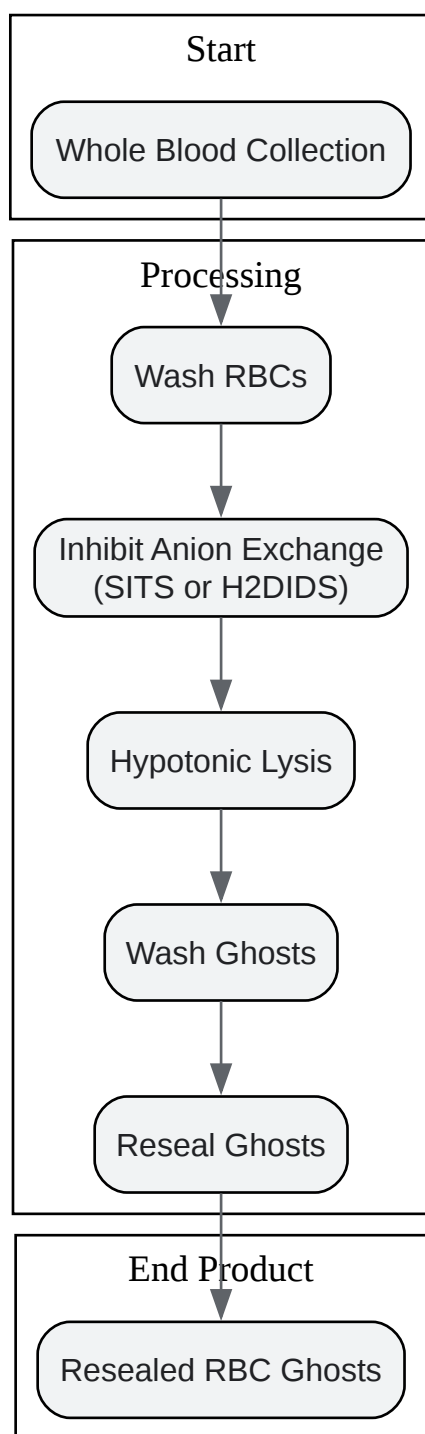 Start
Whole Blood Collection
Processing
Wash RBCs
Inhibit Anion Exchange
(SITS or H2DIDS)
Hypotonic Lysis
Wash Ghosts
Reseal Ghosts
End Product
Resealed RBC Ghosts